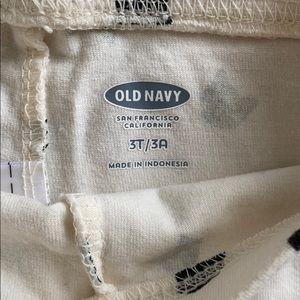 OLD NAVY
SAN FRANCISCO
CALIFORNIA
3T/3A
MADE IN INDONESIA